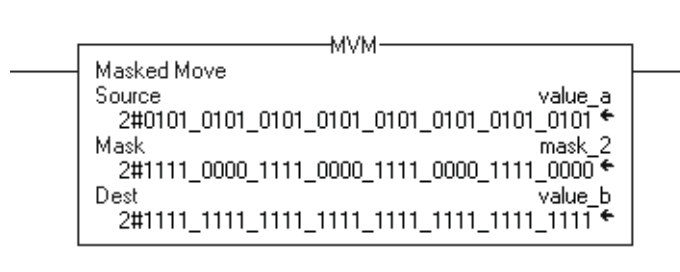 MVM
Masked Move
Source value_a
2#0101_0101_0101_0101_0101_0101_0101_0101
Mask mask_2
2#1111_0000_1111_0000_1111_0000_1111_0000
Dest value_b
2#1111_1111_1111_1111_1111_1111_1111_1111